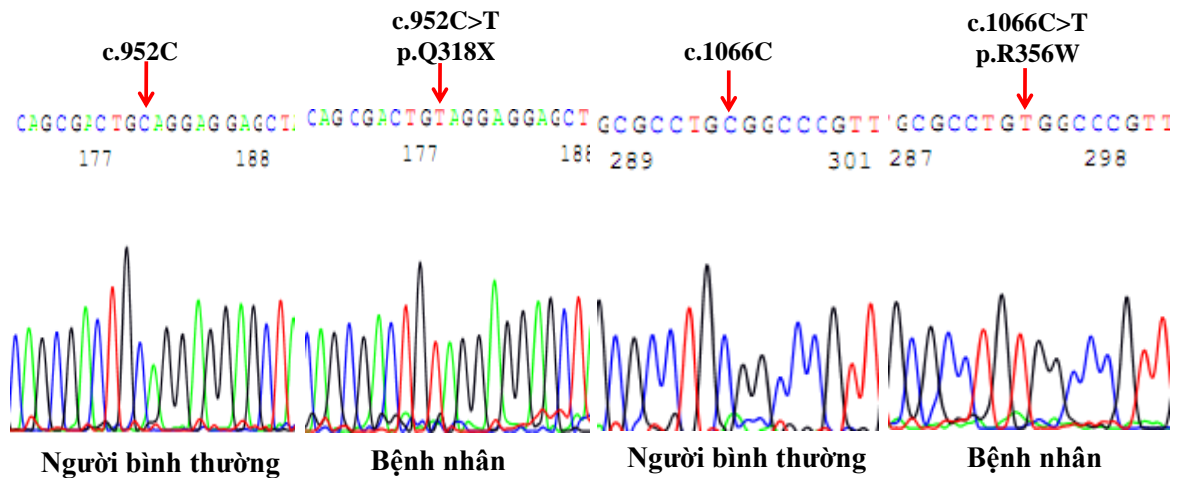 c.952C
c.952C>T
p.Q318X
c.1066C
c.1066C>T
p.R356W
CAGCGACTGCAGGAGGAGCT
CAGCGACTGTAGGAGGAGCT
GCGCCTGCGGCCCGTT
GCGCCTGTGGCCCGTT
177 188
177 188
289 301
287 298
Người bình thường
Bệnh nhân
Người bình thường
Bệnh nhân